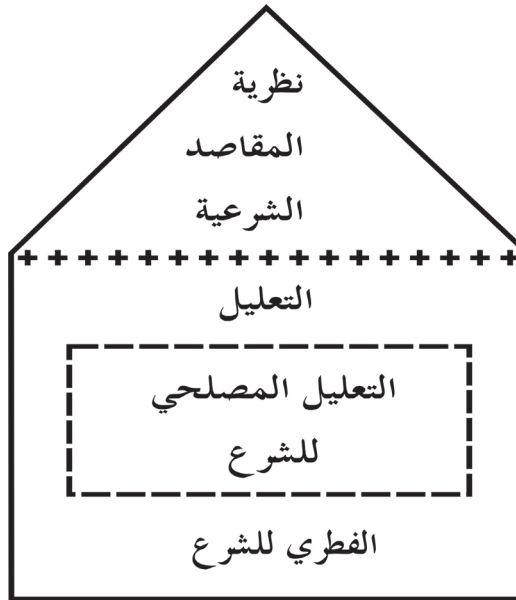 نظرية
المقاصد
الشرعية
التعليل
التعليل المصلحي
للشرع
الفطري للشرع